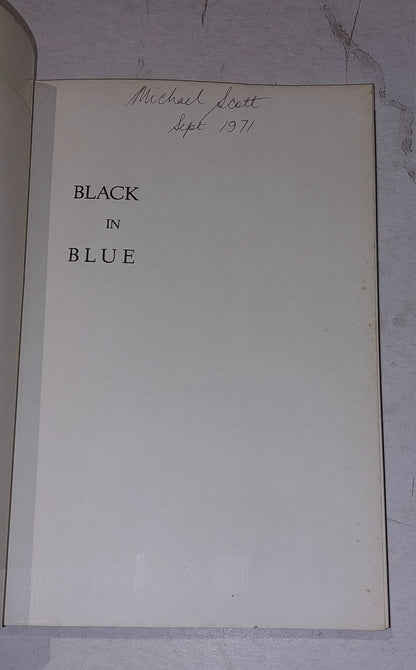 Michael Scott
Sept. 1971
BLACK
IN
BLUE